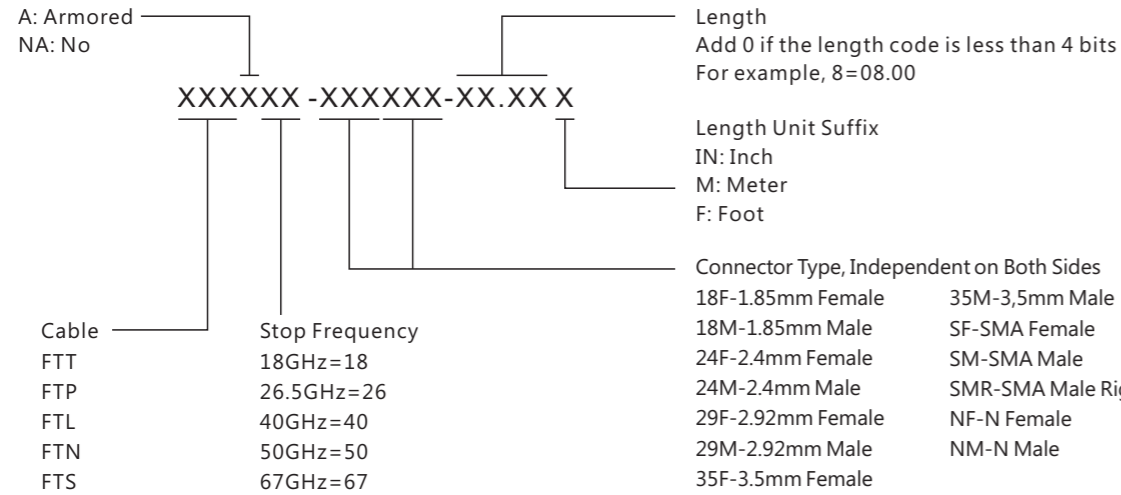 A: Armored
NA: No
Length
Add 0 if the length code is less than 4 bits
For example, 8=08.00
XXXXXX -XXXXXX-XX.XX X
Length Unit Suffix
IN: Inch
M: Meter
F: Foot
Connector Type, Independent on Both Sides
18F-1.85mm Female
18M-1.85mm Male
24F-2.4mm Female
24M-2.4mm Male
29F-2.92mm Female
29M-2.92mm Male
35F-3.5mm Female
35M-3,5mm Male
SF-SMA Female
SM-SMA Male
SMR-SMA Male
NF-N Female
NM-N Male
Cable
FTT
FTP
FTL
FTN
FTS
Stop Frequency
18GHz=18
26.5GHz=26
40GHz=40
50GHz=50
67GHz=67